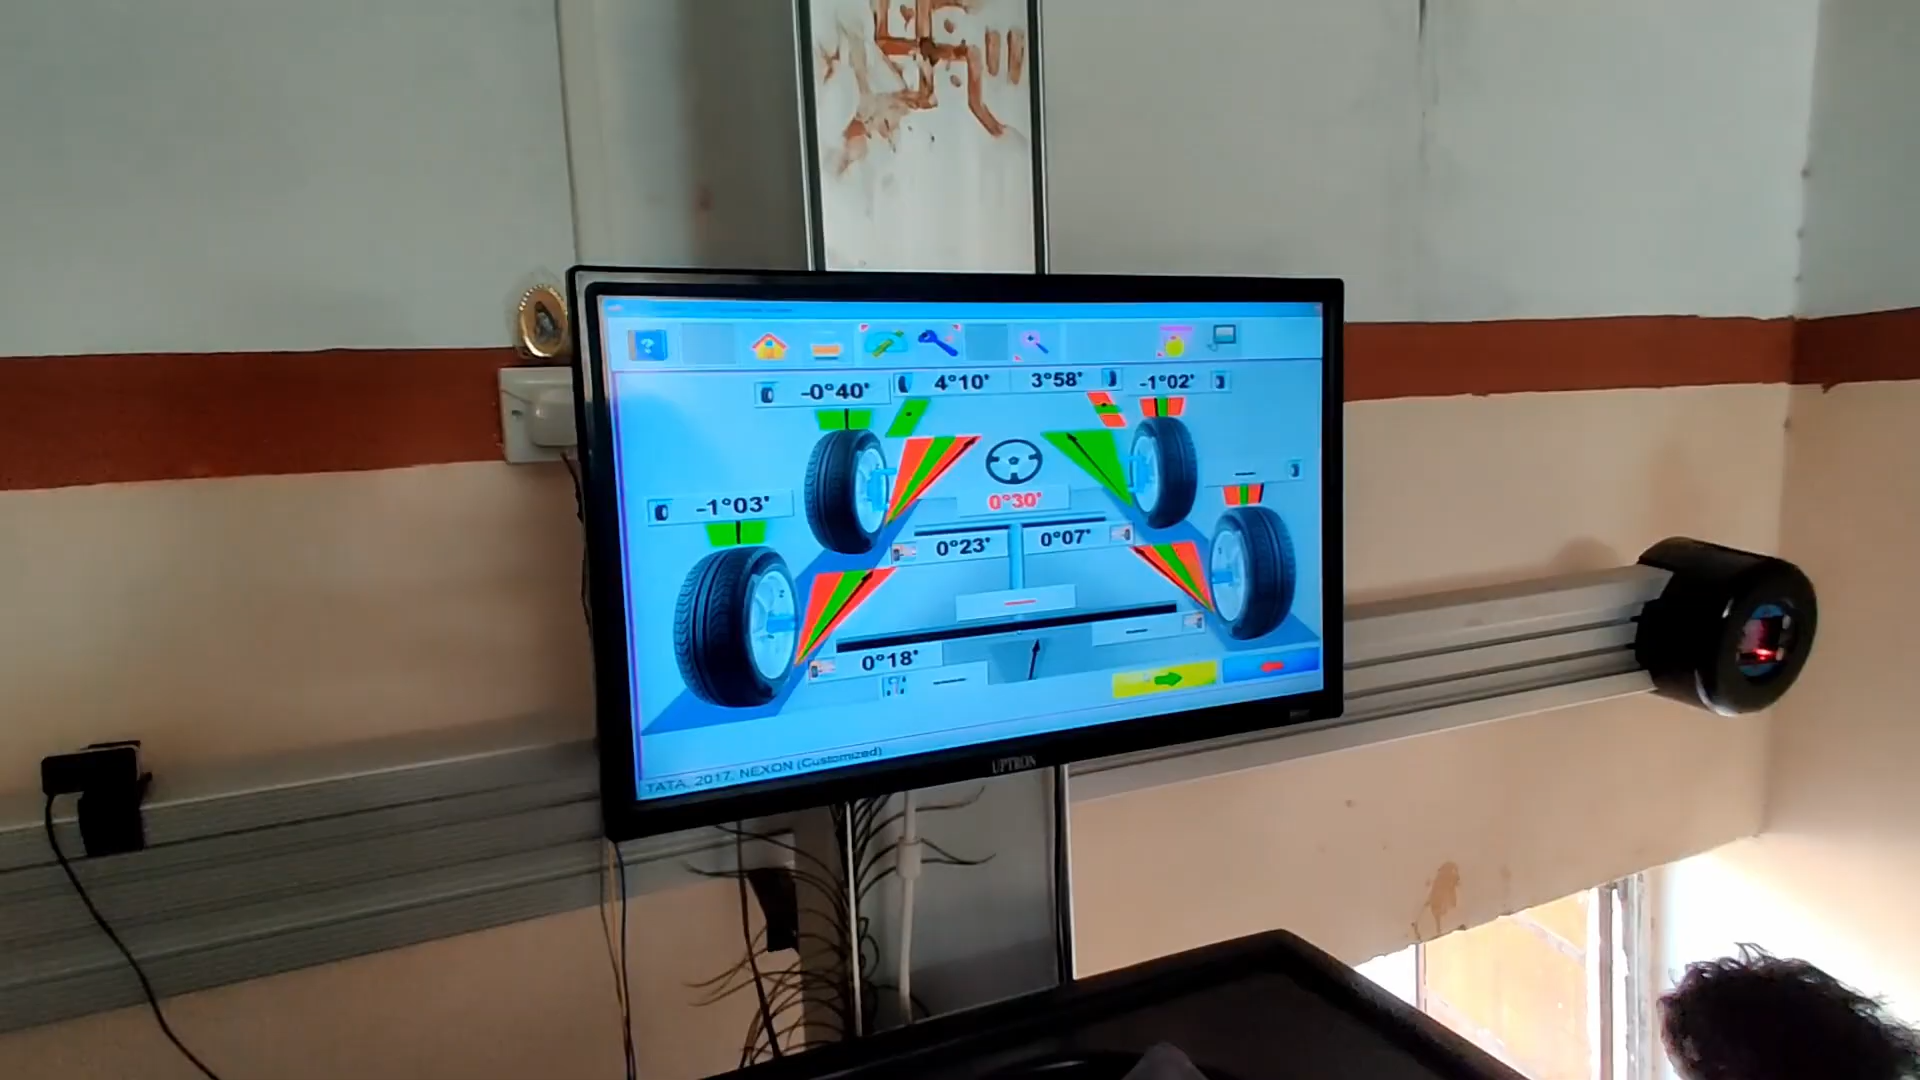 ?
-0°40' 4°10' 3°58' -1°02'
-1°03'
0°30'
0°23' 0°07'
0°18'
TATA, 2017, NEXON (Customized)
UPTRON